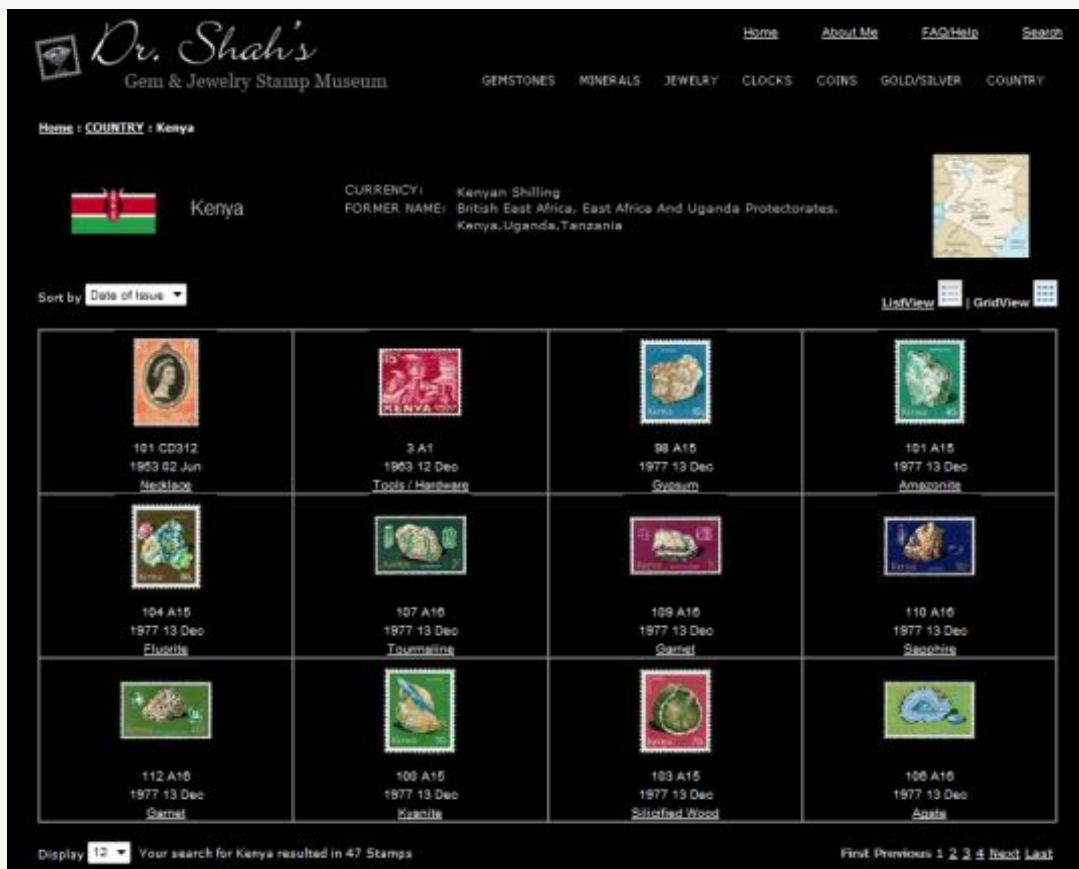 Dr. Shah's
Gem & Jewelry Stamp Museum
Home About Me FAQ/Help Search
GEMSTONES MINERALS JEWELRY CLOCKS COINS GOLD/SILVER COUNTRY
Home : COUNTRY : Kenya
Kenya
CURRENCY: Kenyan Shilling
FORMER NAME: British East Africa, East Africa And Uganda Protectorates.
Kenya,Uganda,Tanzania
Sort by Date of Issue
ListView | GridView
15c
KENYA
Kenya
Kenya 40c
101 CD312 3 A1 98 A15 101 A15
1953 02 Jun 1963 12 Dec 1977 13 Dec 1977 13 Dec
Necklace Tools / Hardware Gypsum Amazonite
Kenya
Kenya
Kenya
Kenya
104 A15 107 A16 109 A16 110 A16
1977 13 Dec 1977 13 Dec 1977 13 Dec 1977 13 Dec
Fluorite Tourmaline Garnet Sapphire
Kenya
Kenya
112 A16 100 A15 103 A15 106 A16
1977 13 Dec 1977 13 Dec 1977 13 Dec 1977 13 Dec
Garnet Kyanite Silicified Wood Agate
Display 12 Your search for Kenya resulted in 47 Stamps
First Previous 1 2 3 4 Next Last